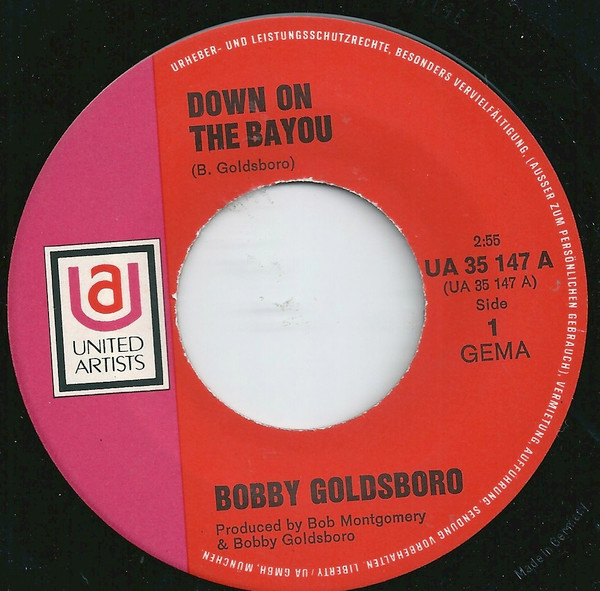 DOWN ON
THE BAYOU
(B. Goldsboro)
2:55
UA 35 147 A
(UA 35 147 A)
Side
1
GEMA
UA
UNITED
ARTISTS
BOBBY GOLDSBORO
Produced by Bob Montgomery
& Bobby Goldsboro
URHEBER- UND LEISTUNGSSCHUTZRECHTE, BESONDERS VERVIELFÄLTIGUNG, (AUSSER ZUM PERSÖNLICHEN GEBRAUCH), VERMIETUNG, AUFFÜHRUNG, SENDUNG VORBEHALTEN. LIBERTY/UA GMBH, MÜNCHEN.
Made in Germany